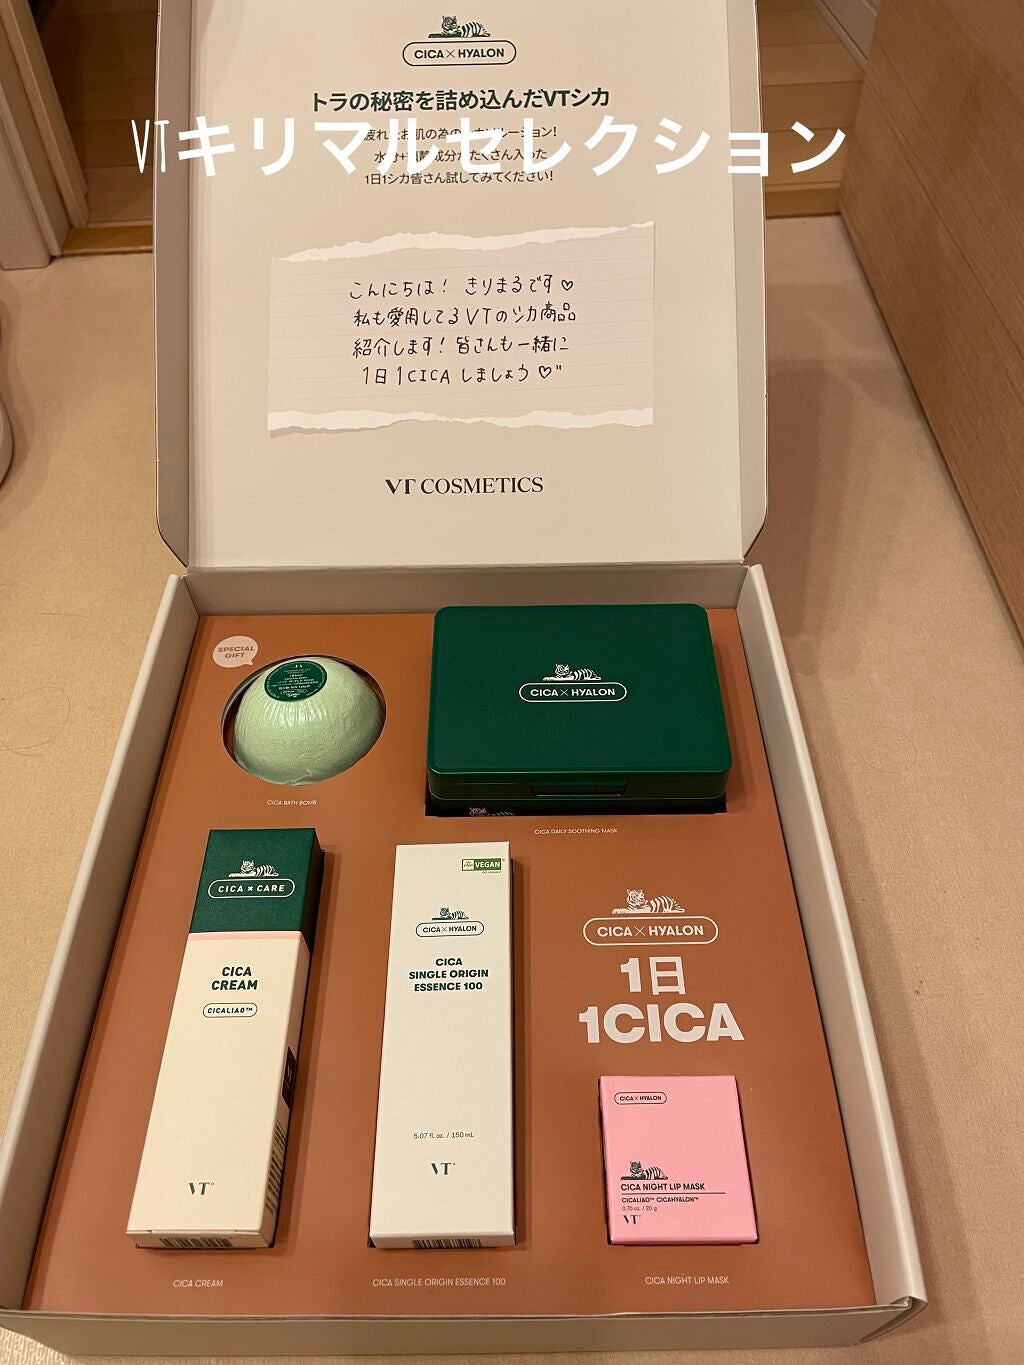 CICA×HYALON
トラの秘密を詰め込んだVTシカ
VTキリマルセレクション
1日1シカ皆さん試してみてください!
こんにちは! きりまるです♡
私も愛用してるVTのシカ商品
紹介します! 皆さんも一緒に
1日1CICAしましょう♡"
VT COSMETICS
SPECIAL
GIFT
CICA BATH BOMB
CICA×HYALON
CICA DAILY SOOTHING MASK
CICA×CARE
CICA
CREAM
CICALIAO™
VT
CICA CREAM
VEGAN
CICA×HYALON
CICA
SINGLE ORIGIN
ESSENCE 100
5.07 fl. oz. / 150 mL
VT
CICA SINGLE ORIGIN ESSENCE 100
CICA×HYALON
1日
1CICA
CICA×HYALON
CICA NIGHT LIP MASK
CICALIAO™ CICAHYALON™
0.70 oz. / 20 g
VT
CICA NIGHT LIP MASK